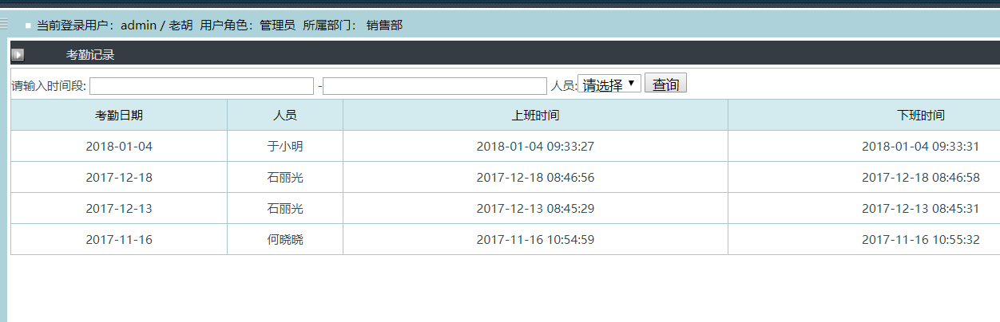 当前登录用户：admin / 老胡 用户角色：管理员 所属部门： 销售部
考勤记录
请输入时间段: - 人员:请选择 查询
考勤日期 人员 上班时间 下班时间
2018-01-04 于小明 2018-01-04 09:33:27 2018-01-04 09:33:31
2017-12-18 石丽光 2017-12-18 08:46:56 2017-12-18 08:46:58
2017-12-13 石丽光 2017-12-13 08:45:29 2017-12-13 08:45:31
2017-11-16 何晓晓 2017-11-16 10:54:59 2017-11-16 10:55:32